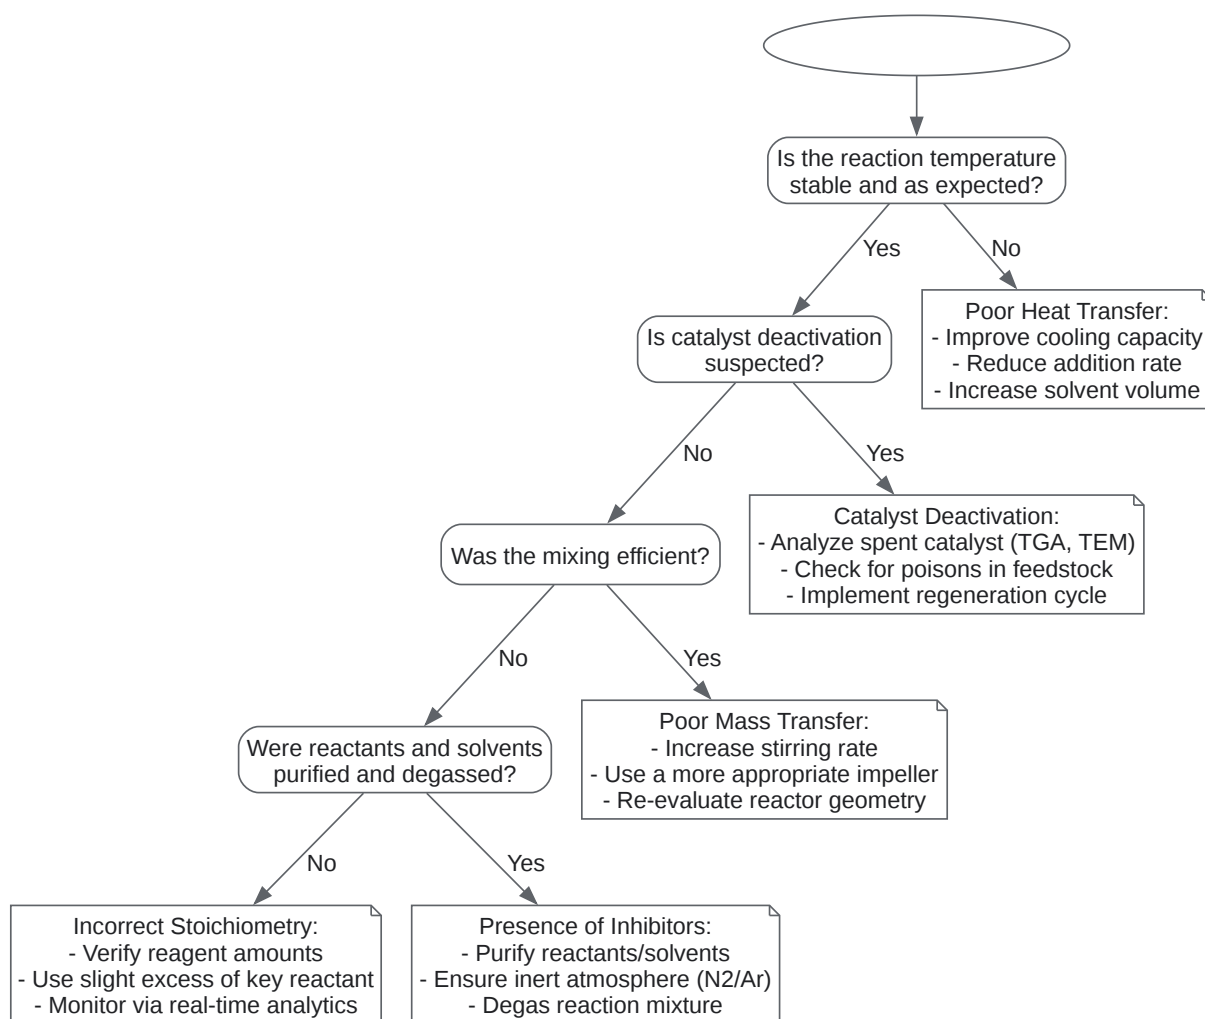 Is the reaction temperature
stable and as expected?
Yes
No
Poor Heat Transfer:
- Improve cooling capacity
- Reduce addition rate
- Increase solvent volume
Is catalyst deactivation
suspected?
No
Yes
Catalyst Deactivation:
- Analyze spent catalyst (TGA, TEM)
- Check for poisons in feedstock
- Implement regeneration cycle
Was the mixing efficient?
No
Yes
Poor Mass Transfer:
- Increase stirring rate
- Use a more appropriate impeller
- Re-evaluate reactor geometry
Were reactants and solvents
purified and degassed?
No
Yes
Incorrect Stoichiometry:
- Verify reagent amounts
- Use slight excess of key reactant
- Monitor via real-time analytics
Presence of Inhibitors:
- Purify reactants/solvents
- Ensure inert atmosphere (N2/Ar)
- Degas reaction mixture